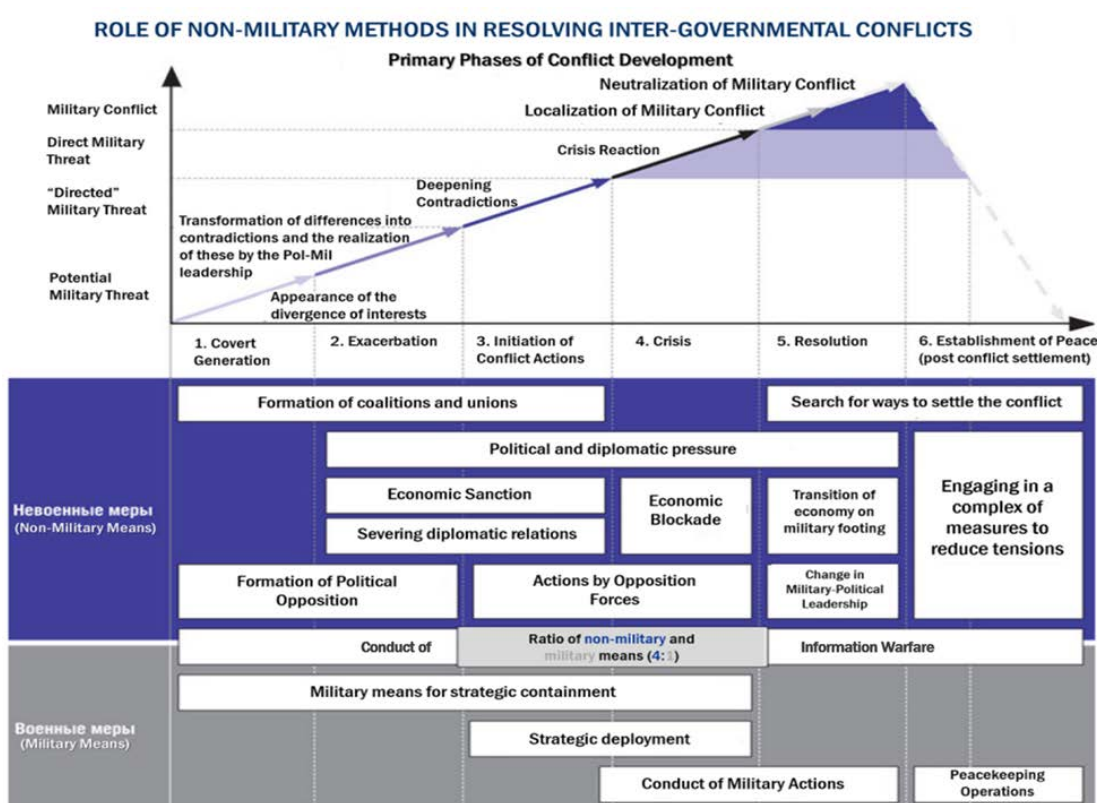 ROLE OF NON-MILITARY METHODS IN RESOLVING INTER-GOVERNMENTAL CONFLICTS
Primary Phases of Conflict Development
Neutralization of Military Conflict
Localization of Military Conflict
Military Conflict
Direct Military
Threat
Crisis Reaction
"Directed"
Military Threat
Deepening
Contradictions
Transformation of differences into
contradictions and the realization
of these by the Pol-Mil
leadership
Potential
Military Threat
Appearance of the
divergence of interests
1. Covert
Generation
2. Exacerbation
3. Initiation of
Conflict Actions
4. Crisis
5. Resolution
6. Establishment of Peace
(post conflict settlement)
Невоенные меры
(Non-Military Means)
Formation of coalitions and unions
Search for ways to settle the conflict
Political and diplomatic pressure
Economic Sanction
Severing diplomatic relations
Economic
Blockade
Transition of
economy on
military footing
Engaging in a
complex of
measures to
reduce tensions
Formation of Political
Opposition
Actions by Opposition
Forces
Change in
Military-Political
Leadership
Conduct of
Ratio of non-military and
military means (4:1)
Information Warfare
Военные меры
(Military Means)
Military means for strategic containment
Strategic deployment
Conduct of Military Actions
Peacekeeping
Operations